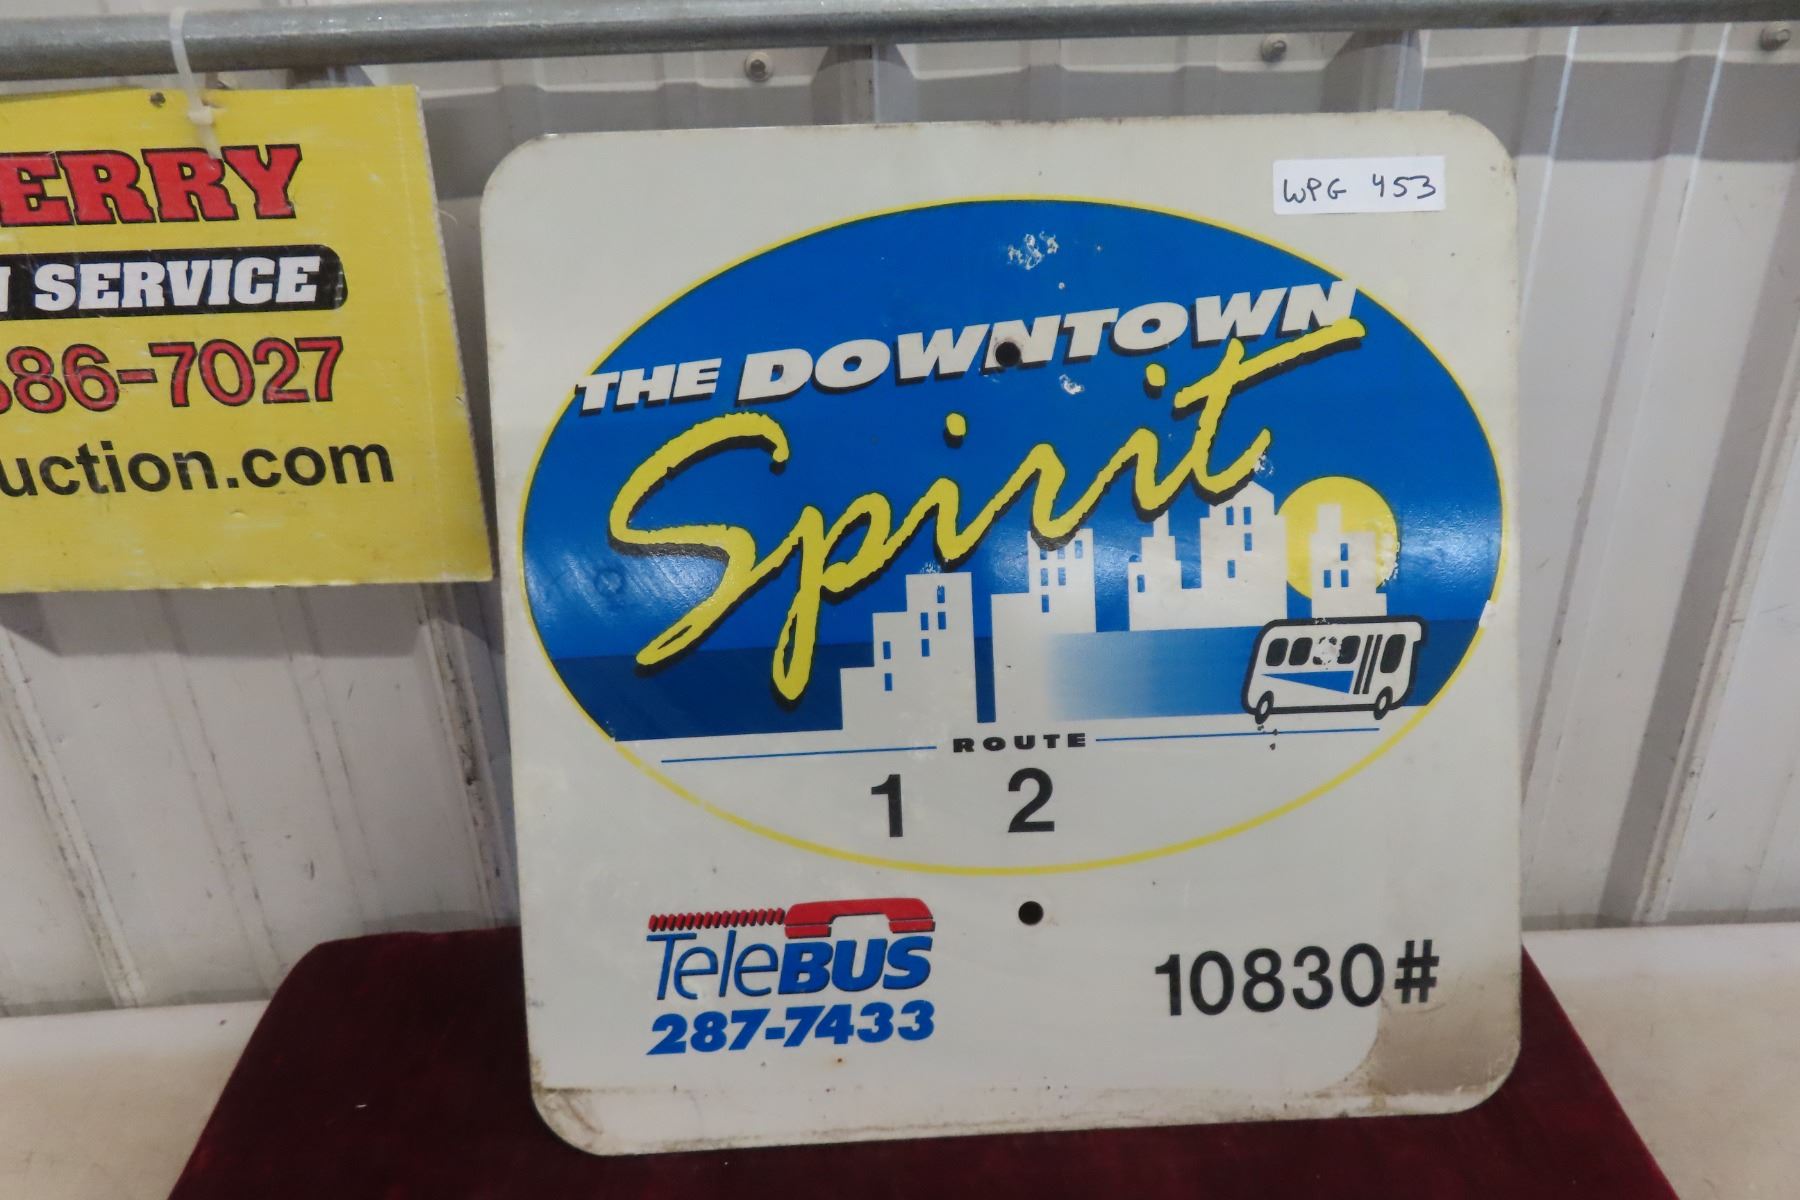 ERRY
SERVICE
86-7027
uction.com
WPG 453
THE DOWNTOWN
Spirit
ROUTE
1 2
TeleBUS
287-7433
10830#